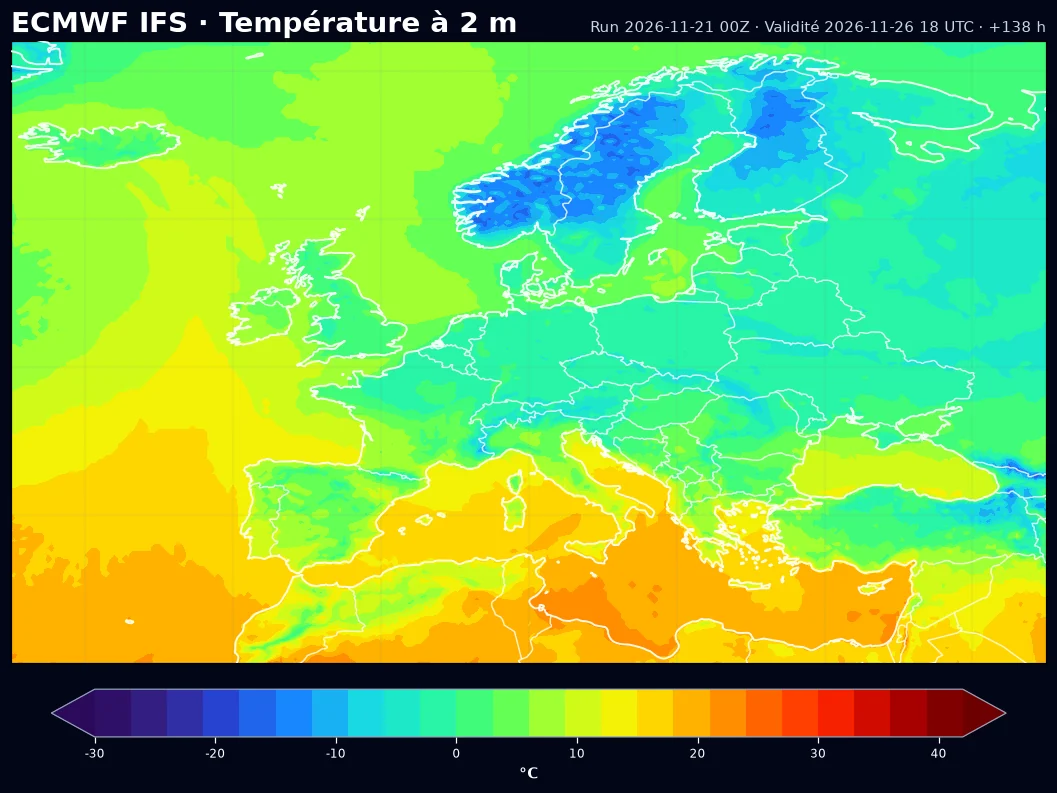 ECMWF IFS · Température à 2 m
Run 2026-11-21 00Z · Validité 2026-11-26 18 UTC · +138 h
-30 -20 -10 0 10 20 30 40
°C